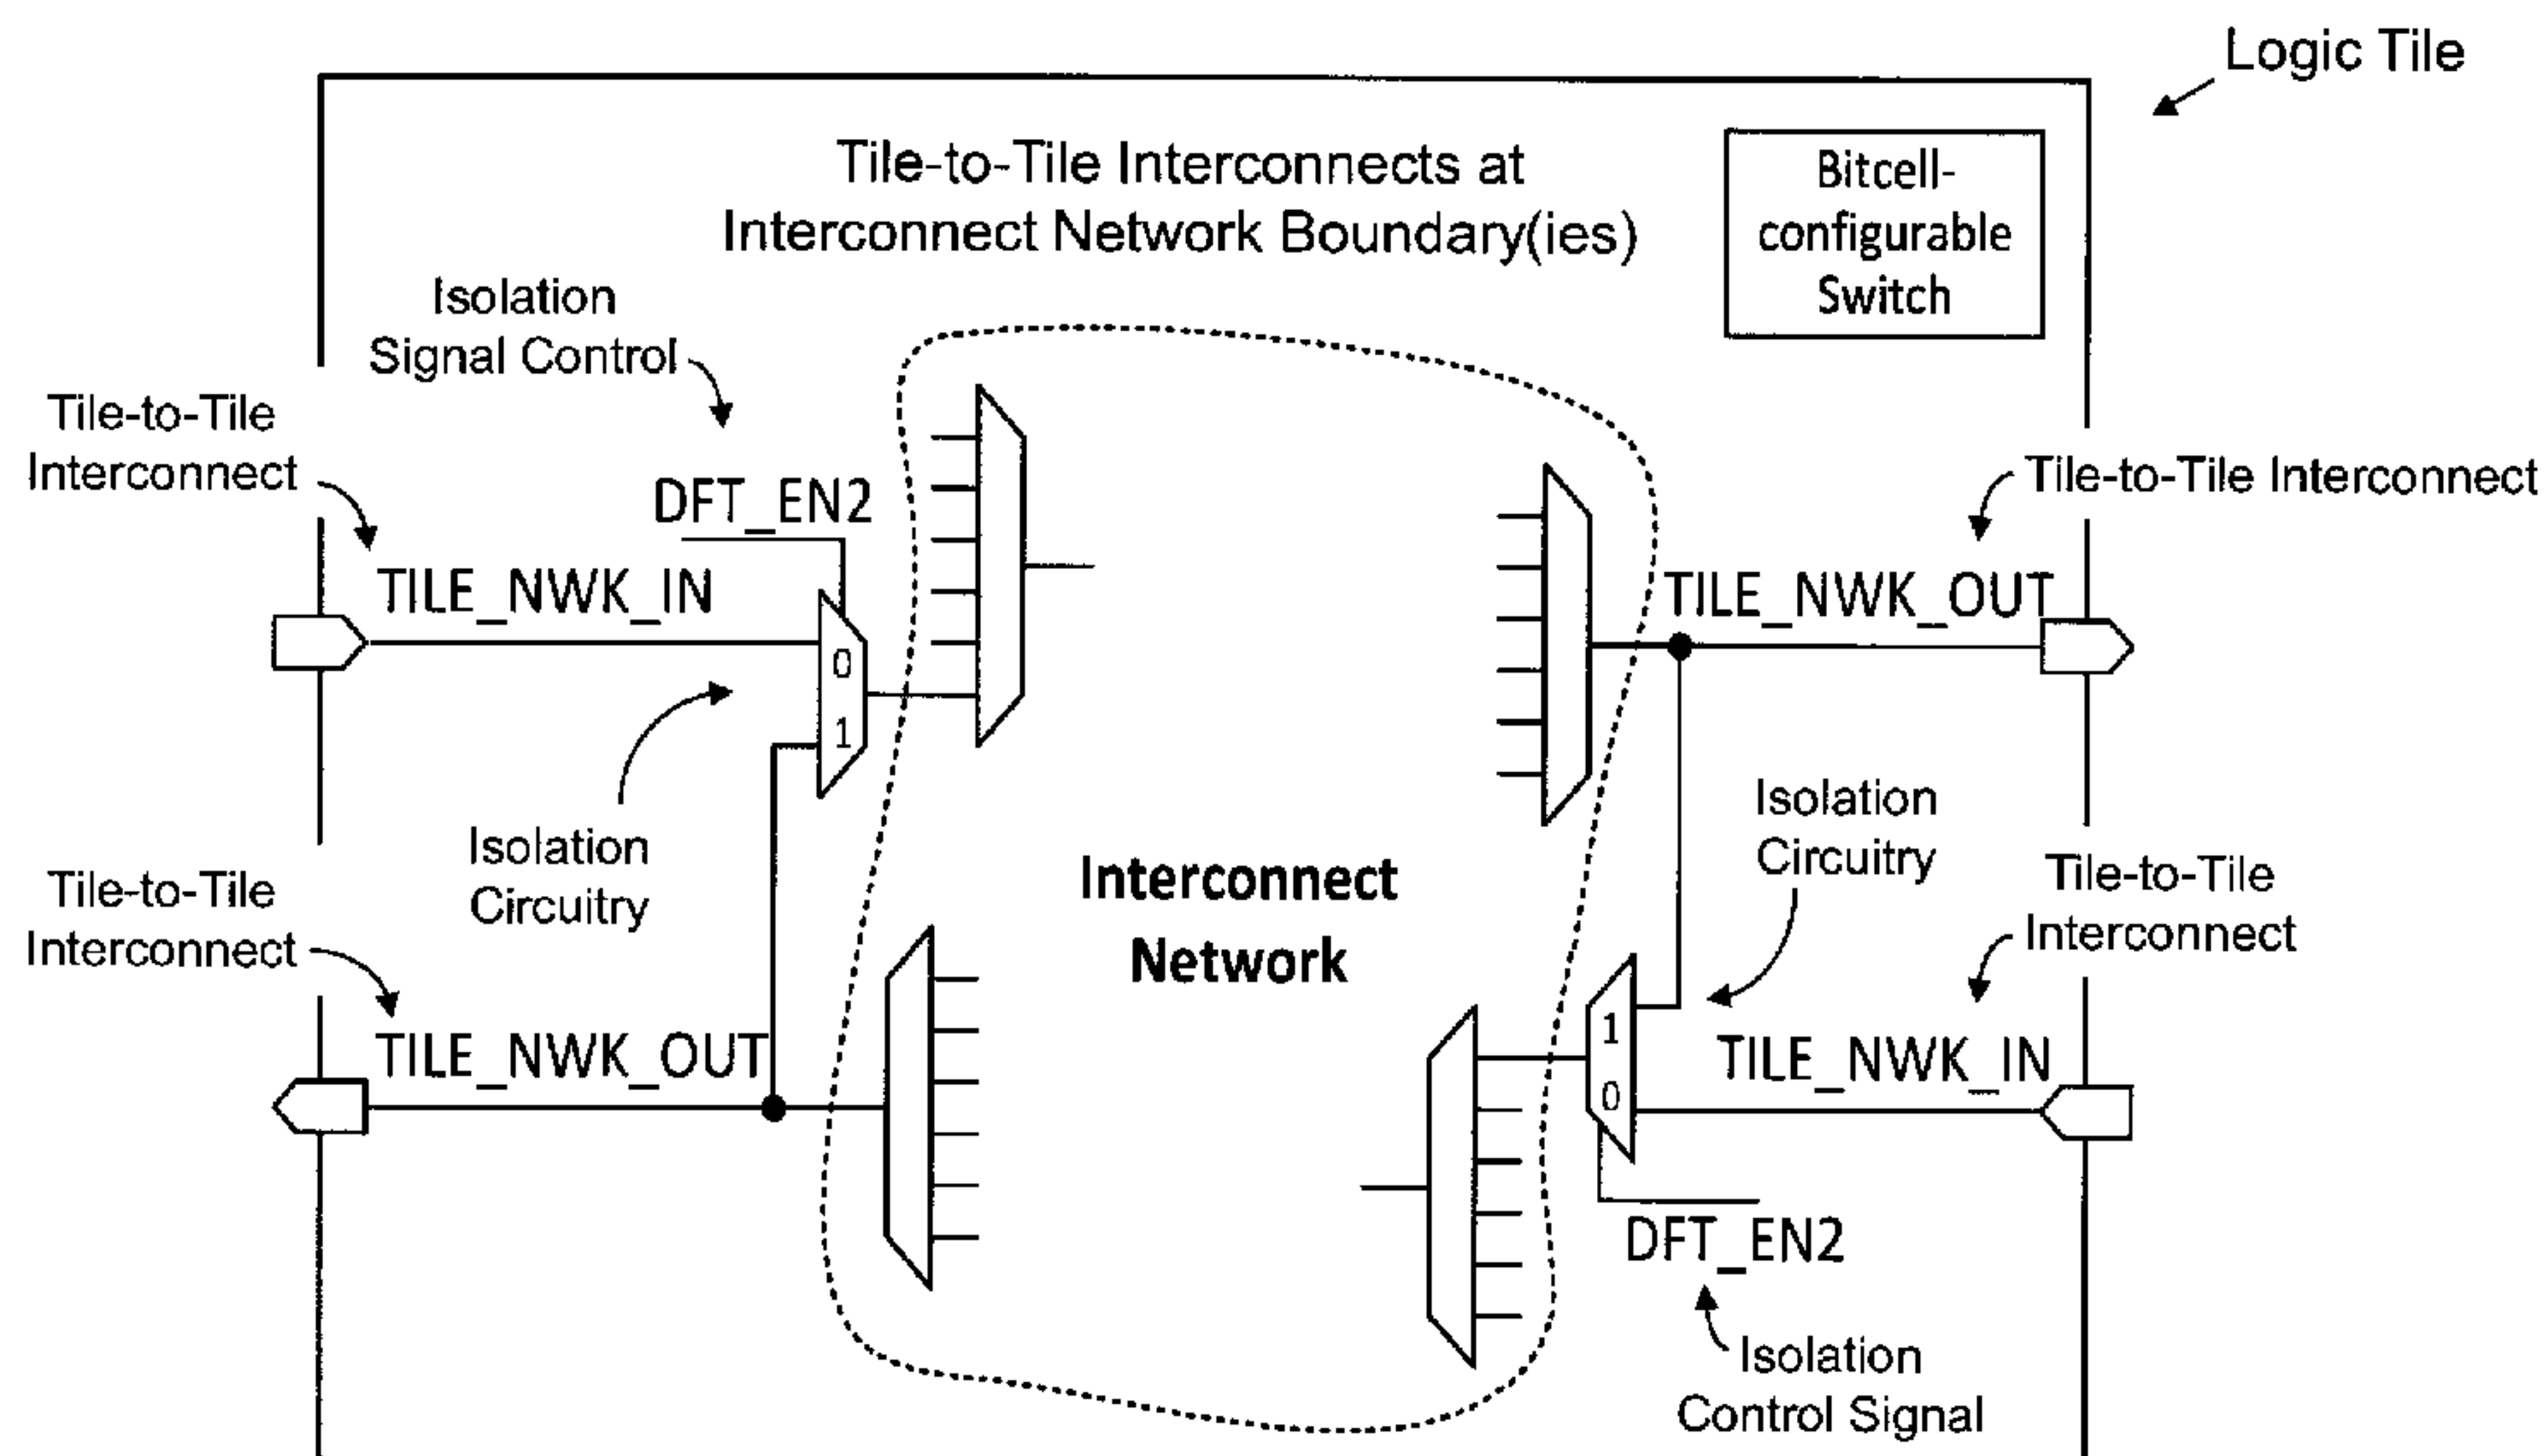 Logic Tile
Tile-to-Tile Interconnects at
Interconnect Network Boundary(ies)
Bitcell-
configurable
Switch
Isolation
Signal Control
Tile-to-Tile
Interconnect
DFT_EN2
TILE_NWK_IN
0
1
Tile-to-Tile Interconnect
TILE_NWK_OUT
Isolation
Circuitry
Isolation
Circuitry
Interconnect
Network
Tile-to-Tile
Interconnect
TILE_NWK_OUT
Tile-to-Tile
Interconnect
1
0
TILE_NWK_IN
DFT_EN2
Isolation
Control Signal